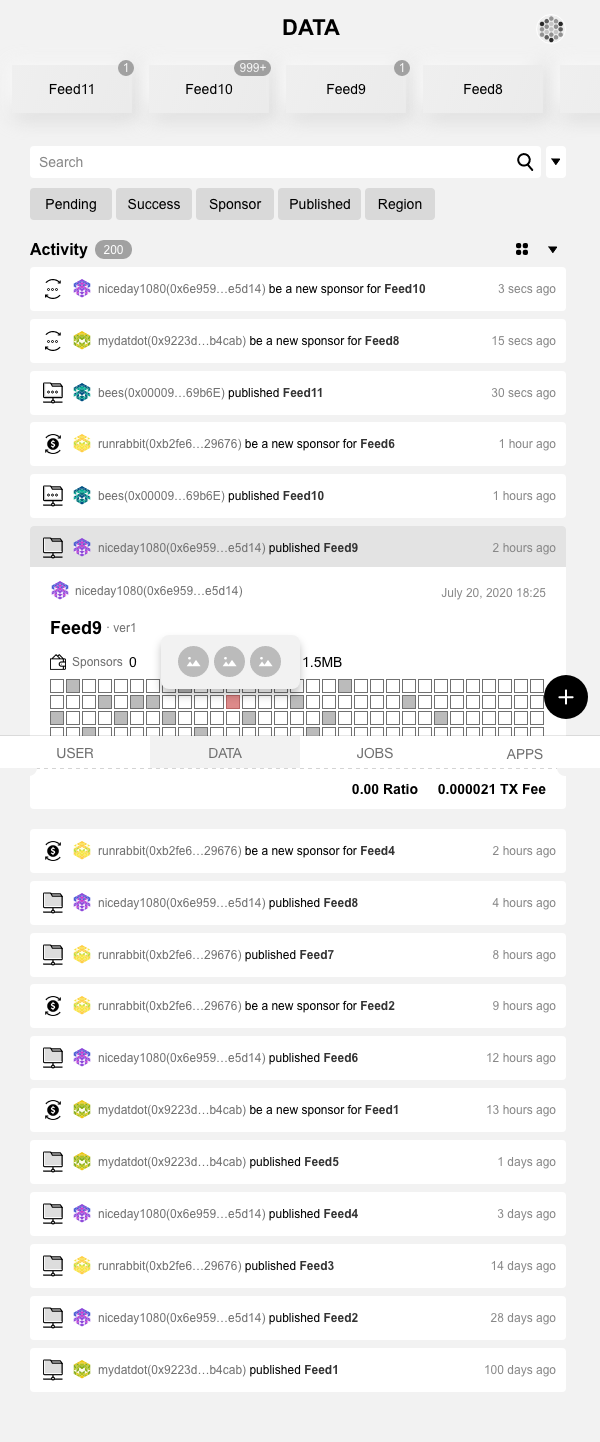 DATA
1 999+ 1
Feed11 Feed10 Feed9 Feed8
Search
Pending Success Sponsor Published Region
Activity 200
niceday1080(0x6e959…e5d14) be a new sponsor for Feed10 3 secs ago
mydatdot(0x9223d…b4cab) be a new sponsor for Feed8 15 secs ago
bees(0x00009…69b6E) published Feed11 30 secs ago
runrabbit(0xb2fe6…29676) be a new sponsor for Feed6 1 hour ago
bees(0x00009…69b6E) published Feed10 1 hours ago
niceday1080(0x6e959…e5d14) published Feed9 2 hours ago
niceday1080(0x6e959…e5d14) July 20, 2020 18:25
Feed9 · ver1
Sponsors 0 1.5MB
USER DATA JOBS APPS
0.00 Ratio 0.000021 TX Fee
runrabbit(0xb2fe6…29676) be a new sponsor for Feed4 2 hours ago
niceday1080(0x6e959…e5d14) published Feed8 4 hours ago
runrabbit(0xb2fe6…29676) published Feed7 8 hours ago
runrabbit(0xb2fe6…29676) be a new sponsor for Feed2 9 hours ago
niceday1080(0x6e959…e5d14) published Feed6 12 hours ago
mydatdot(0x9223d…b4cab) be a new sponsor for Feed1 13 hours ago
mydatdot(0x9223d…b4cab) published Feed5 1 days ago
niceday1080(0x6e959…e5d14) published Feed4 3 days ago
runrabbit(0xb2fe6…29676) published Feed3 14 days ago
niceday1080(0x6e959…e5d14) published Feed2 28 days ago
mydatdot(0x9223d…b4cab) published Feed1 100 days ago